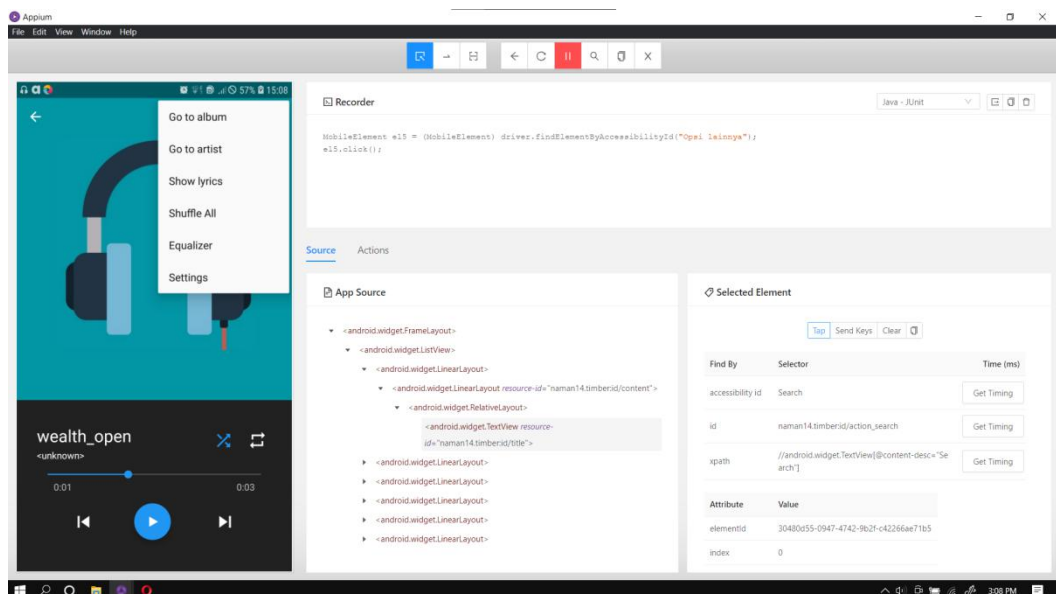 Appium
File Edit View Window Help
57% 15:08
Go to album
Go to artist
Show lyrics
Shuffle All
Equalizer
Settings
wealth_open
<unknown>
0:01 0:03
Recorder
Java - JUnit
MobileElement el5 = (MobileElement) driver.findElementByAccessibilityId("Opsi lainnya");
el5.click();
Source Actions
App Source
<android.widget.FrameLayout>
<android.widget.ListView>
<android.widget.LinearLayout>
<android.widget.LinearLayout resource-id="naman14.timber:id/content">
<android.widget.RelativeLayout>
<android.widget.TextView resource-
id="naman14.timber:id/title">
<android.widget.LinearLayout>
<android.widget.LinearLayout>
<android.widget.LinearLayout>
<android.widget.LinearLayout>
<android.widget.LinearLayout>
Selected Element
Tap Send Keys Clear
Find By Selector Time (ms)
accessibility id Search Get Timing
id naman14.timber:id/action_search Get Timing
xpath //android.widget.TextView[@content-desc="Se
arch"] Get Timing
Attribute Value
elementId 30480d55-0947-4742-9b2f-c42266ae71b5
index 0
3:08 PM